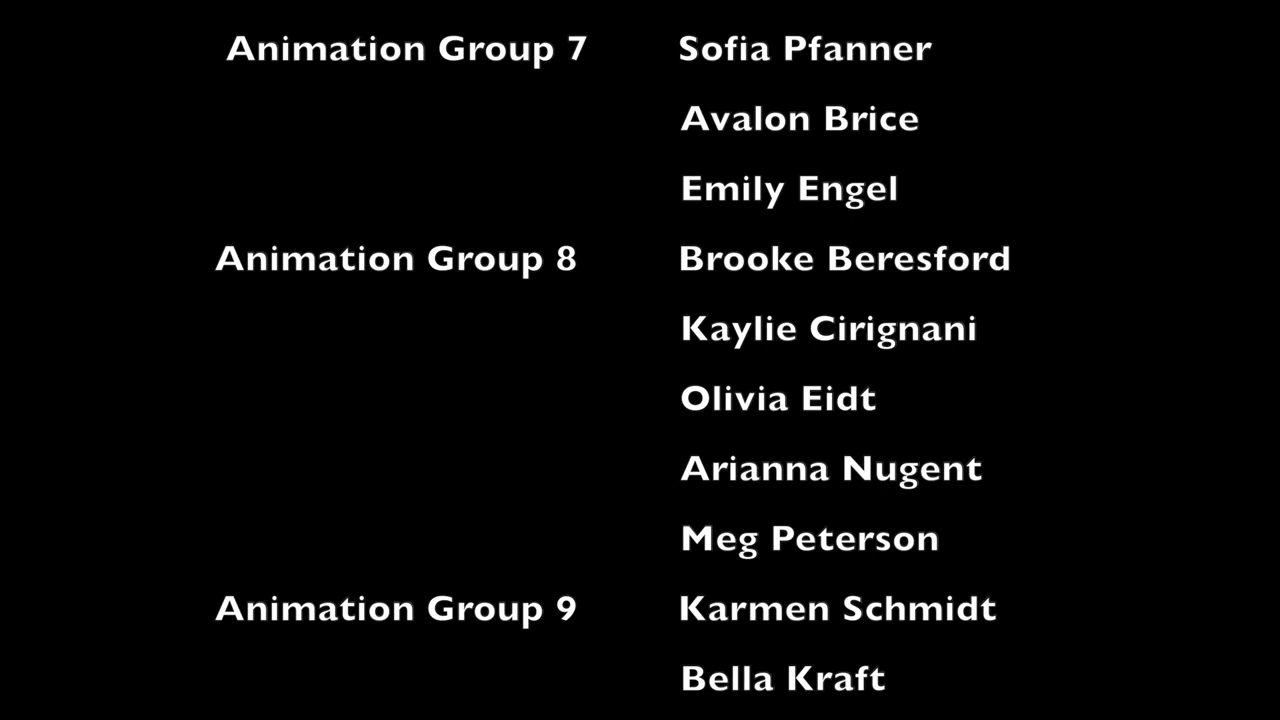 Animation Group 7 Sofia Pfanner
Avalon Brice
Emily Engel
Animation Group 8 Brooke Beresford
Kaylie Cirignani
Olivia Eidt
Arianna Nugent
Meg Peterson
Animation Group 9 Karmen Schmidt
Bella Kraft